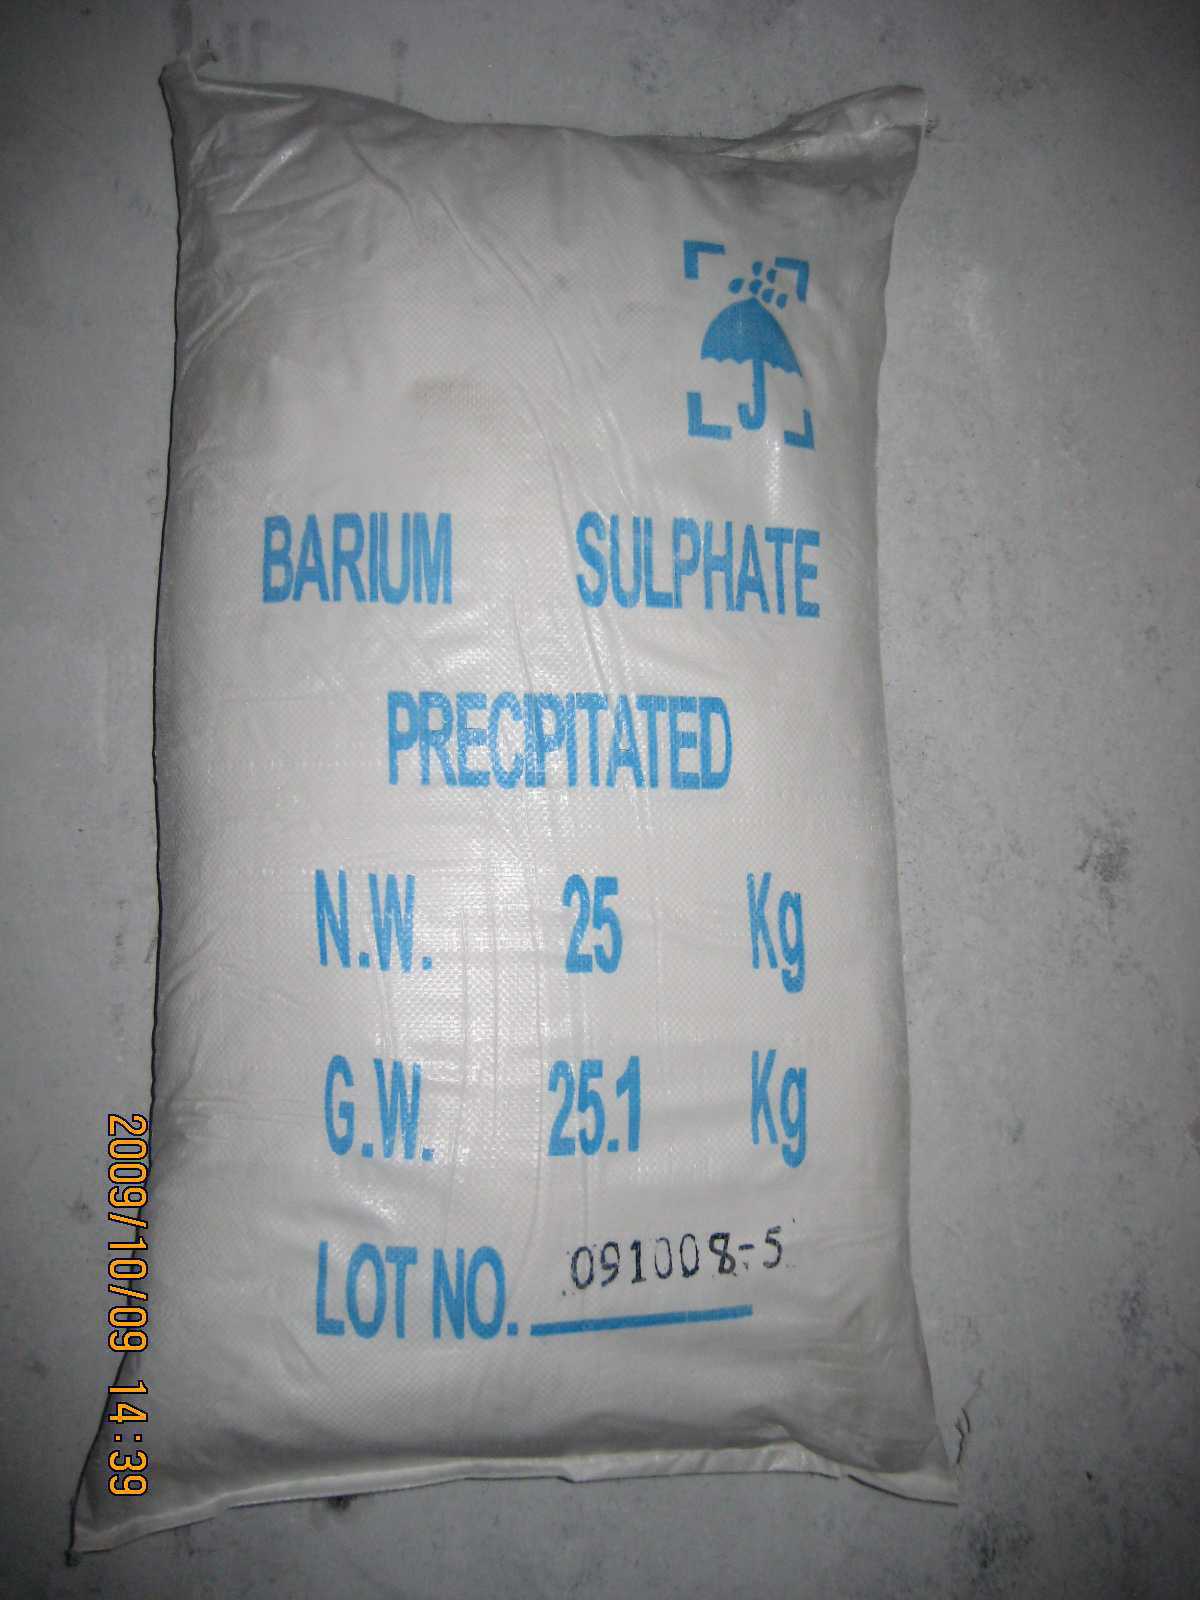 BARIUM SULPHATE
PRECIPITATED
N.W. 25 Kg
G.W. 25.1 Kg
LOT NO. 091008-5
2009/10/09 14:39